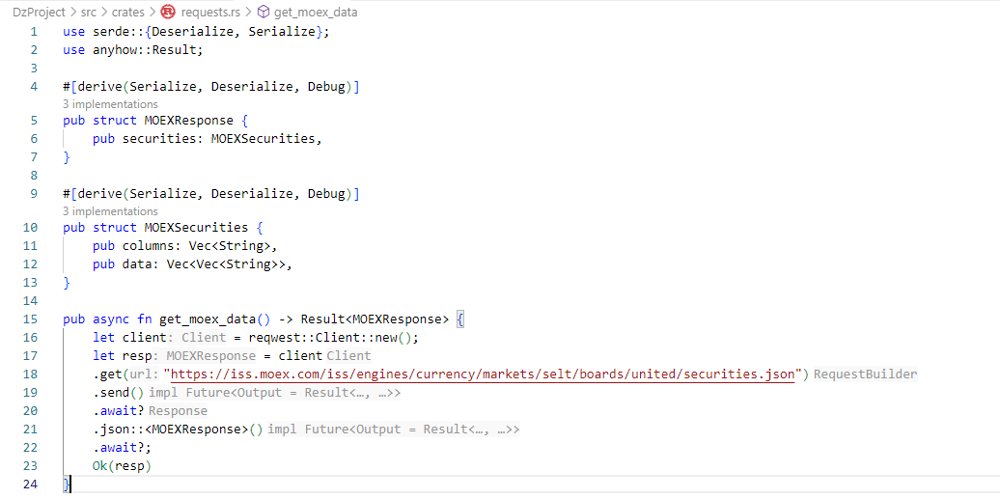 DzProject > src > crates > requests.rs > get_moex_data
1 use serde::{Deserialize, Serialize};
2 use anyhow::Result;
3
4 #[derive(Serialize, Deserialize, Debug)]
3 implementations
5 pub struct MOEXResponse {
6     pub securities: MOEXSecurities,
7 }
8
9 #[derive(Serialize, Deserialize, Debug)]
3 implementations
10 pub struct MOEXSecurities {
11     pub columns: Vec<String>,
12     pub data: Vec<Vec<String>>,
13 }
14
15 pub async fn get_moex_data() -> Result<MOEXResponse> {
16     let client: Client = reqwest::Client::new();
17     let resp: MOEXResponse = client Client
18     .get(url: "https://iss.moex.com/iss/engines/currency/markets/selt/boards/united/securities.json") RequestBuilder
19     .send() impl Future<Output = Result<…, …>>
20     .await? Response
21     .json::<MOEXResponse>() impl Future<Output = Result<…, …>>
22     .await?;
23     Ok(resp)
24 }